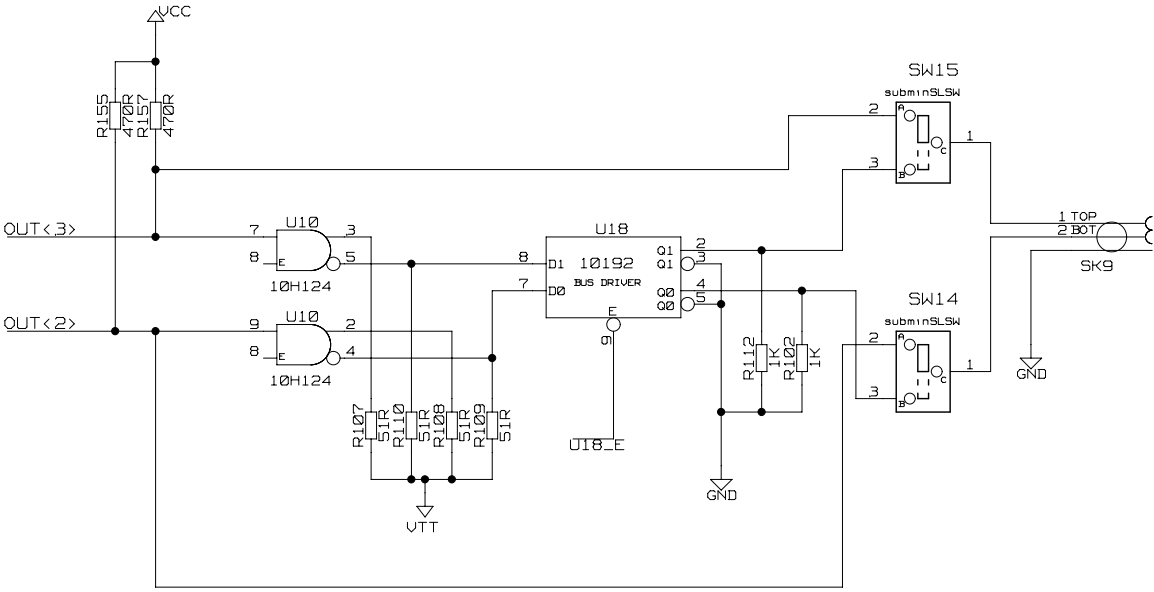 VCC
R155
470R
R157
470R
SW15
subminSLSW
2
A
1
C
3
B
OUT<3>
7
U10
3
8
E
5
10H124
U18
8
D1
10192
Q1
2
Q1
3
7
D0
BUS DRIVER
Q0
4
Q0
5
E
9
1 TOP
2 BOT
SK9
OUT<2>
9
U10
2
8
E
4
10H124
SW14
subminSLSW
2
A
1
C
3
B
R112
1K
R102
1K
GND
R107
51R
R110
51R
R108
51R
R109
51R
U18_E
GND
VTT